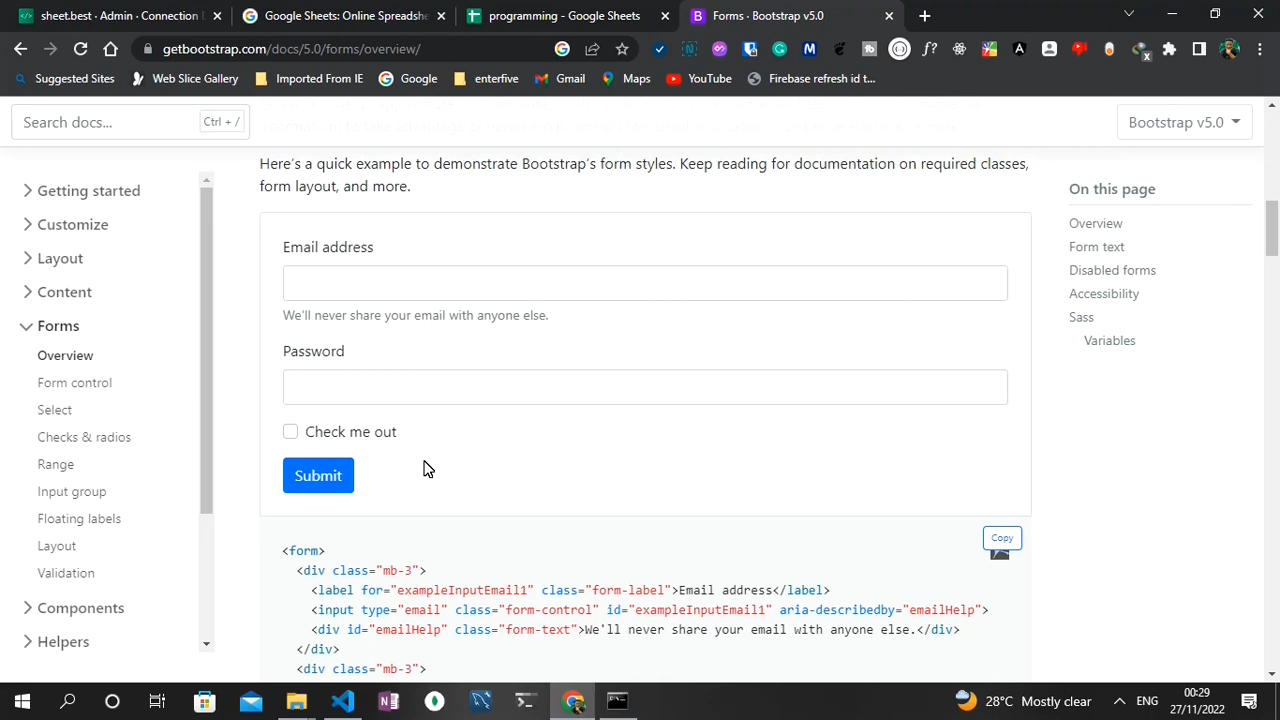 sheet.best - Admin - Connection D
Google Sheets: Online Spreadshe
programming - Google Sheets
Forms · Bootstrap v5.0
getbootstrap.com/docs/5.0/forms/overview/
Suggested Sites
Web Slice Gallery
Imported From IE
Google
enterfive
Gmail
Maps
YouTube
Firebase refresh id t...
Search docs...
Ctrl + /
Bootstrap v5.0
Here's a quick example to demonstrate Bootstrap's form styles. Keep reading for documentation on required classes,
form layout, and more.
Getting started
Customize
Layout
Content
Forms
Overview
Form control
Select
Checks & radios
Range
Input group
Floating labels
Layout
Validation
Components
Helpers
Email address
We'll never share your email with anyone else.
Password
Check me out
Submit
Copy
<form>
<div class="mb-3">
<label for="exampleInputEmail1" class="form-label">Email address</label>
<input type="email" class="form-control" id="exampleInputEmail1" aria-describedby="emailHelp">
<div id="emailHelp" class="form-text">We'll never share your email with anyone else.</div>
</div>
<div class="mb-3">
On this page
Overview
Form text
Disabled forms
Accessibility
Sass
Variables
28°C Mostly clear
ENG
00:29
27/11/2022